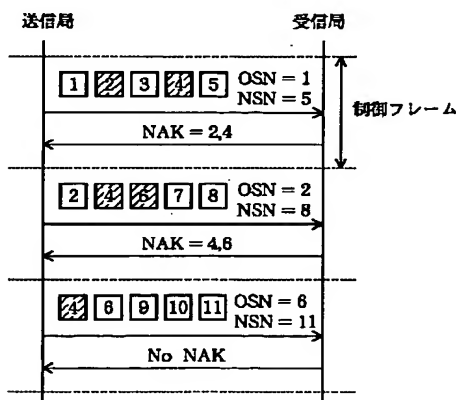 送信局 受信局
1 2 3 4 5 OSN = 1
NSN = 5
制御フレーム
NAK = 2,4
2 4 6 7 8 OSN = 2
NSN = 8
NAK = 4,6
4 6 9 10 11 OSN = 6
NSN = 11
No NAK